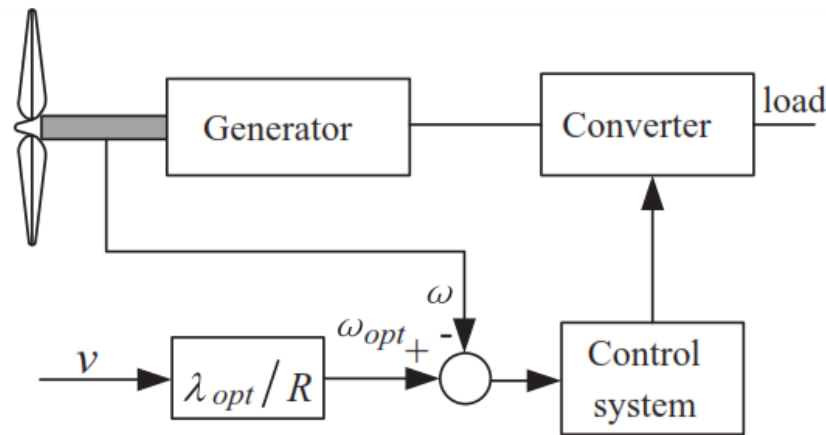 Generator
Converter
load
ω
ω_opt + -
v
λ_opt / R
Control
system